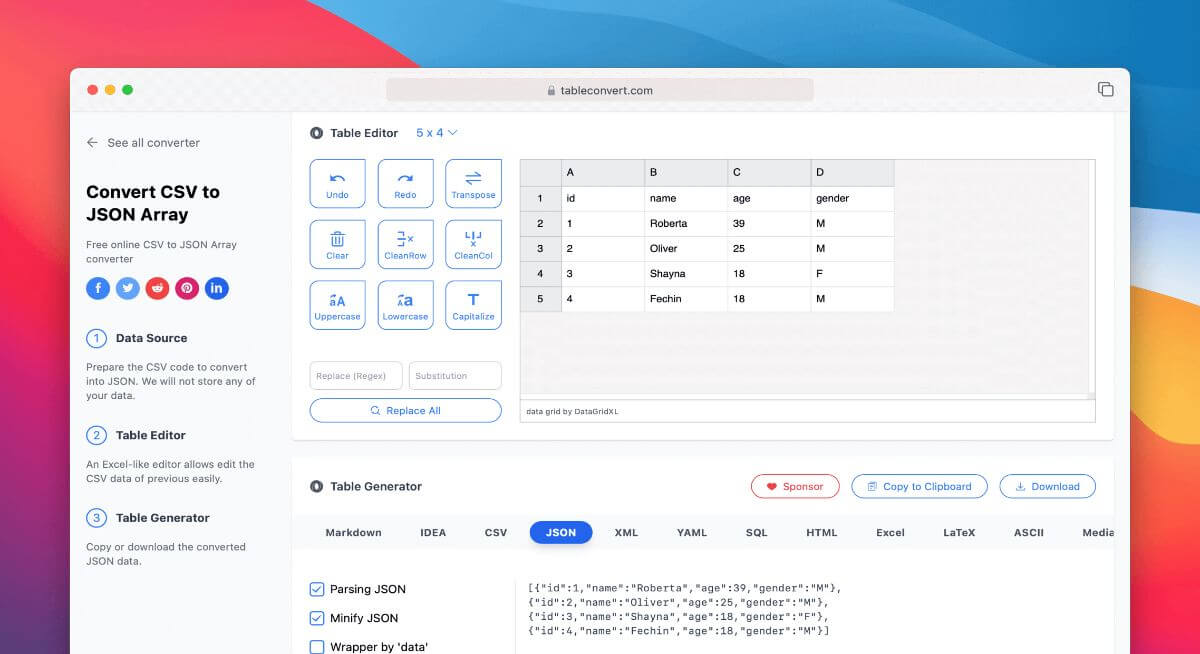 tableconvert.com
See all converter
Convert CSV to
JSON Array
Free online CSV to JSON Array
converter
1 Data Source
Prepare the CSV code to convert
into JSON. We will not store any of
your data.
2 Table Editor
An Excel-like editor allows edit the
CSV data of previous easily.
3 Table Generator
Copy or download the converted
JSON data.
Table Editor 5 x 4
Undo Redo Transpose
Clear CleanRow CleanCol
Uppercase Lowercase Capitalize
Replace (Regex) Substitution
Replace All
A B C D
1 id name age gender
2 1 Roberta 39 M
3 2 Oliver 25 M
4 3 Shayna 18 F
5 4 Fechin 18 M
data grid by DataGridXL
Table Generator Sponsor Copy to Clipboard Download
Markdown IDEA CSV JSON XML YAML SQL HTML Excel LaTeX ASCII Media
Parsing JSON
Minify JSON
Wrapper by 'data'
[{"id":1,"name":"Roberta","age":39,"gender":"M"},
{"id":2,"name":"Oliver","age":25,"gender":"M"},
{"id":3,"name":"Shayna","age":18,"gender":"F"},
{"id":4,"name":"Fechin","age":18,"gender":"M"}]